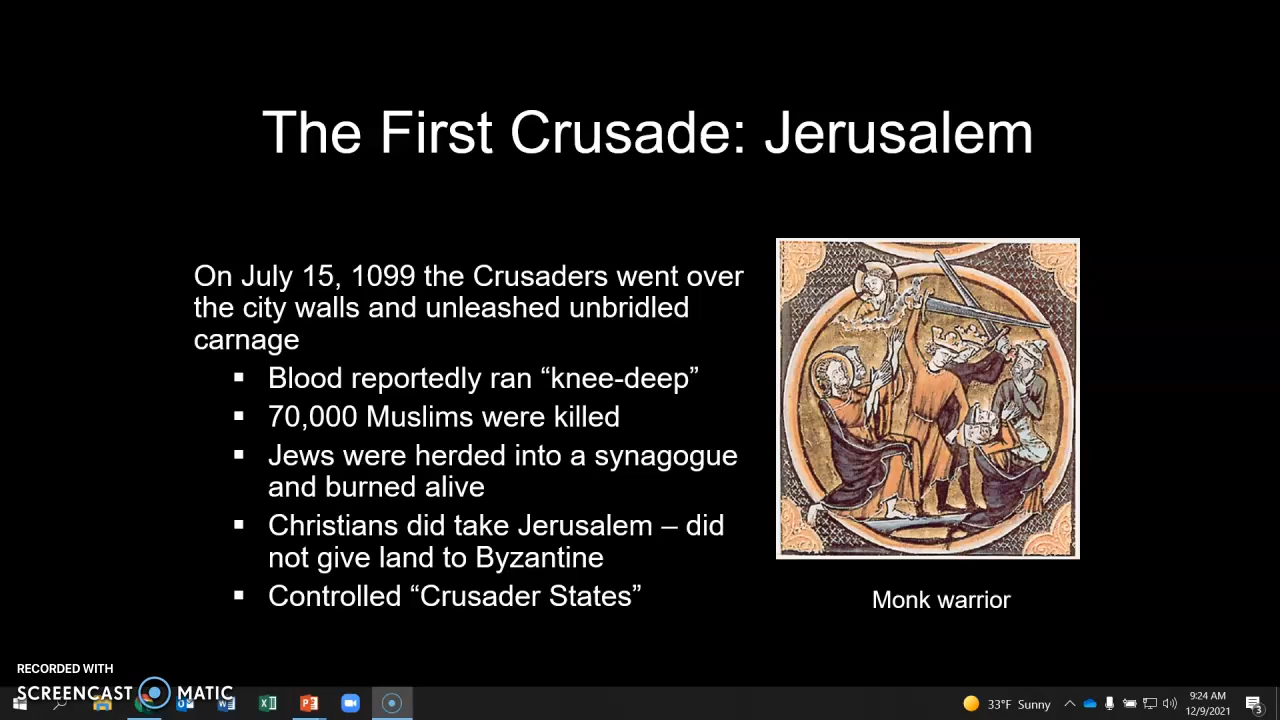 The First Crusade: Jerusalem
On July 15, 1099 the Crusaders went over
the city walls and unleashed unbridled
carnage
▪ Blood reportedly ran “knee-deep”
▪ 70,000 Muslims were killed
▪ Jews were herded into a synagogue
and burned alive
▪ Christians did take Jerusalem – did
not give land to Byzantine
▪ Controlled “Crusader States”
Monk warrior
RECORDED WITH
SCREENCAST MATIC
33°F Sunny
9:24 AM
12/9/2021
3